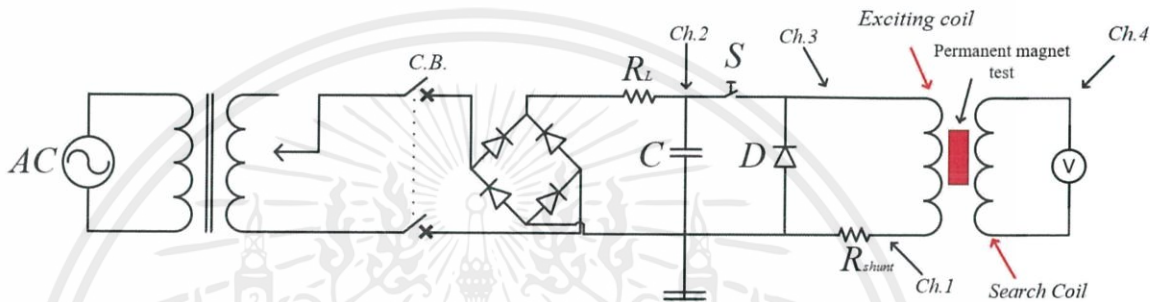 Exciting coil
Ch.2
Ch.3
Ch.4
C.B.
S
Permanent magnet
test
R_L
AC
C
D
V
R_shunt
Ch.1
Search Coil